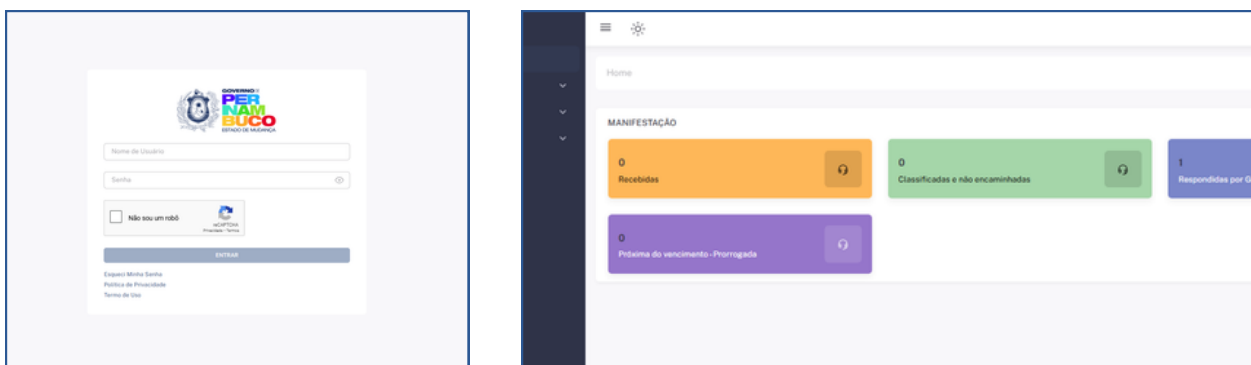 GOVERNO DE
PER
NAM
BUCO
ESTADO DE MUDANÇA
Nome de Usuário
Senha
Não sou um robô
reCAPTCHA
Privacidade - Termos
ENTRAR
Esqueci Minha Senha
Política de Privacidade
Termo de Uso
Home
MANIFESTAÇÃO
0
Recebidas
0
Classificadas e não encaminhadas
1
Respondidas por G
0
Próxima do vencimento - Prorrogada